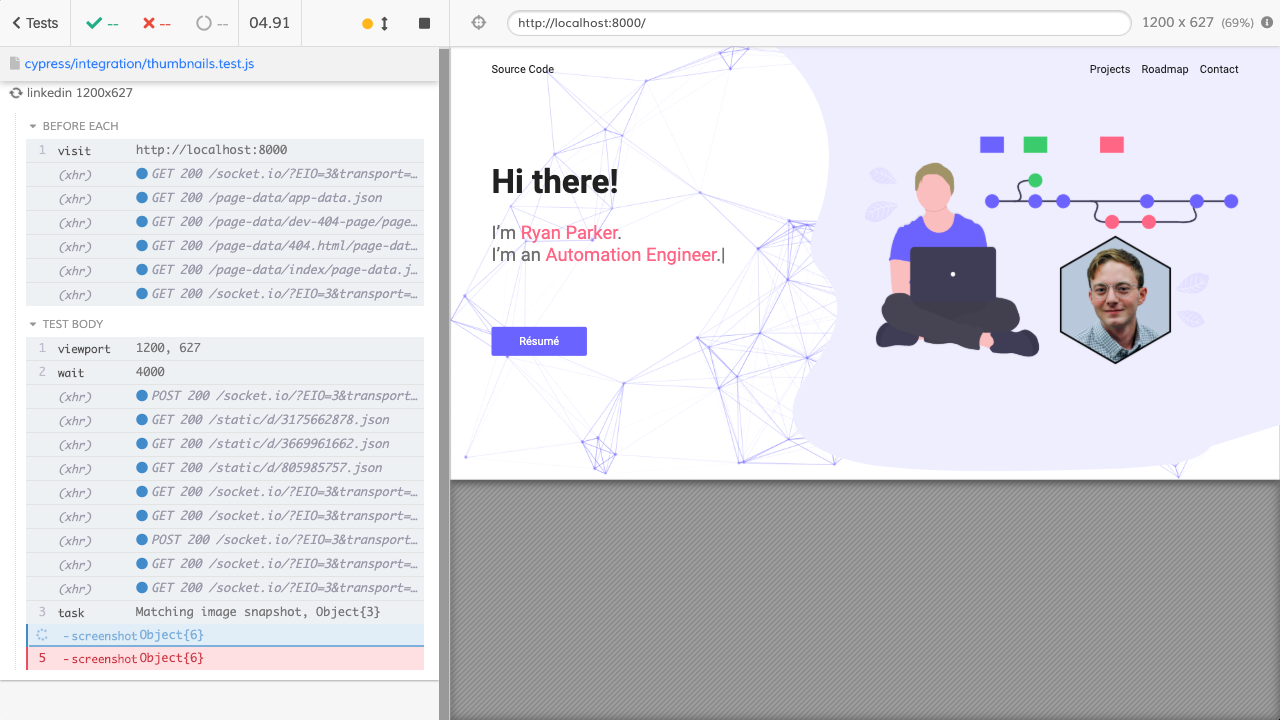 Tests
--
--
--
04.91
http://localhost:8000/
1200 x 627 (69%)
cypress/integration/thumbnails.test.js
linkedin 1200x627
BEFORE EACH
1 visit http://localhost:8000
(xhr) GET 200 /socket.io/?EIO=3&transport=…
(xhr) GET 200 /page-data/app-data.json
(xhr) GET 200 /page-data/dev-404-page/page…
(xhr) GET 200 /page-data/404.html/page-dat…
(xhr) GET 200 /page-data/index/page-data.j…
(xhr) GET 200 /socket.io/?EIO=3&transport=…
TEST BODY
1 viewport 1200, 627
2 wait 4000
(xhr) POST 200 /socket.io/?EIO=3&transport…
(xhr) GET 200 /static/d/3175662878.json
(xhr) GET 200 /static/d/3669961662.json
(xhr) GET 200 /static/d/805985757.json
(xhr) GET 200 /socket.io/?EIO=3&transport=…
(xhr) GET 200 /socket.io/?EIO=3&transport=…
(xhr) POST 200 /socket.io/?EIO=3&transport…
(xhr) GET 200 /socket.io/?EIO=3&transport=…
(xhr) GET 200 /socket.io/?EIO=3&transport=…
3 task Matching image snapshot, Object{3}
-screenshot Object{6}
5 -screenshot Object{6}
Source Code
Projects Roadmap Contact
Hi there!
I'm Ryan Parker.
I'm an Automation Engineer.|
Résumé